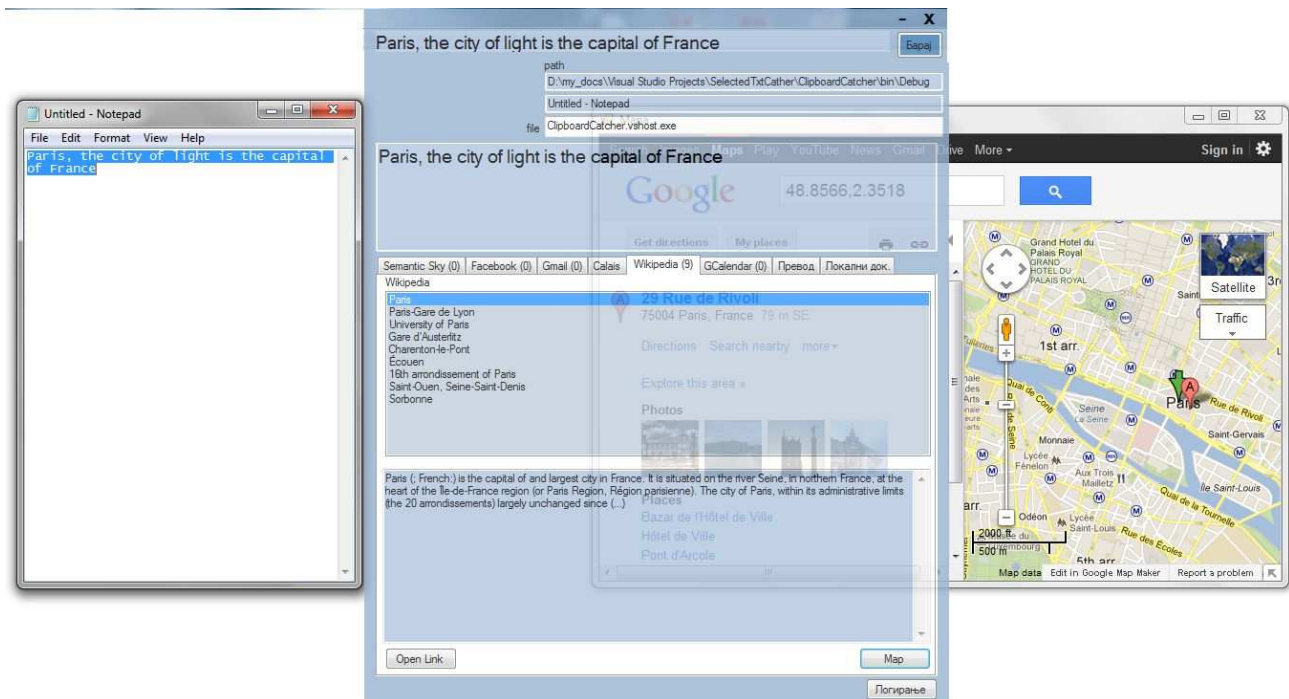 Untitled - Notepad
File Edit Format View Help
Paris, the city of light is the capital
of France
- X
Paris, the city of light is the capital of France
Барај
path
D:\my_docs\Visual Studio Projects\SelectedTxtCather\ClipboardCatcher\bin\Debug
Untitled - Notepad
file ClipboardCatcher.vshost.exe
Paris, the city of light is the capital of France
Semantic Sky (0) Facebook (0) Gmail (0) Calais Wikipedia (9) GCalendar (0) Превод Локални док.
Wikipedia
Paris
Paris-Gare de Lyon
University of Paris
Gare d'Austerlitz
Charenton-le-Pont
Écouen
16th arrondissement of Paris
Saint-Ouen, Seine-Saint-Denis
Sorbonne
Paris (; French:) is the capital of and largest city in France. It is situated on the river Seine, in northern France, at the
heart of the Île-de-France region (or Paris Region, Région parisienne). The city of Paris, within its administrative limits
(the 20 arrondissements) largely unchanged since (...)
Open Link
Map
Логирање
Maps Play YouTube News Gmail Drive More
Sign in
Google
48.8566,2.3518
Get directions My places
A 29 Rue de Rivoli
75004 Paris, France 79 m SE
Directions Search nearby more
Explore this area »
Photos
Places
Bazar de l'Hôtel de Ville
Hôtel de Ville
Pont d'Arcole
Grand Hotel du
Palais Royal
GRAND
HOTEL DU
PALAIS ROYAL
Satellite
Traffic
1st arr.
Tuileries
Quai de Conti
Seine
La Seine
Paris
A
Rue de Rivoli
Saint-Gervais
Monnaie
Lycée
Fénelon
Aux Trois
Mailletz
Île Saint-Louis
Quai de la Tournelle
Odéon
Lycée
Saint-Louis
Rue des Écoles
5th arr.
2000 ft
500 m
Map data Edit in Google Map Maker Report a problem